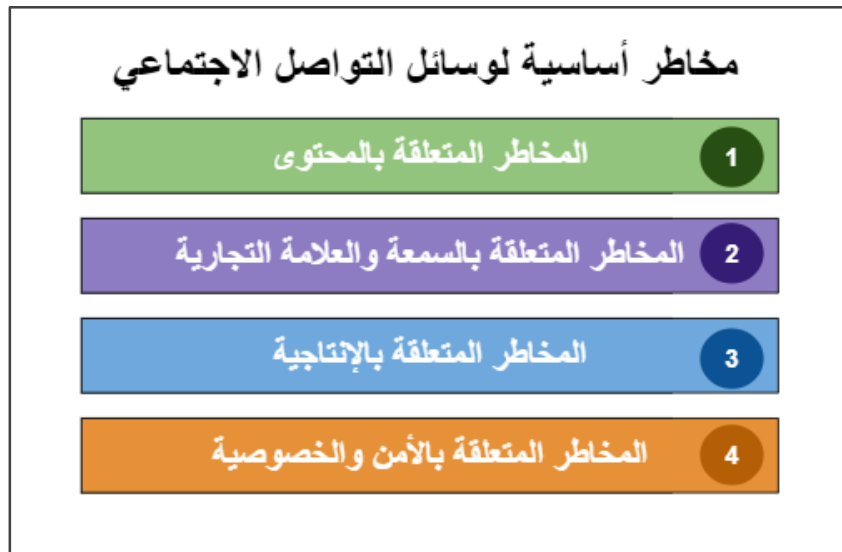 مخاطر أساسية لوسائل التواصل الاجتماعي
1 المخاطر المتعلقة بالمحتوى
2 المخاطر المتعلقة بالسمعة والعلامة التجارية
3 المخاطر المتعلقة بالإنتاجية
4 المخاطر المتعلقة بالأمن والخصوصية